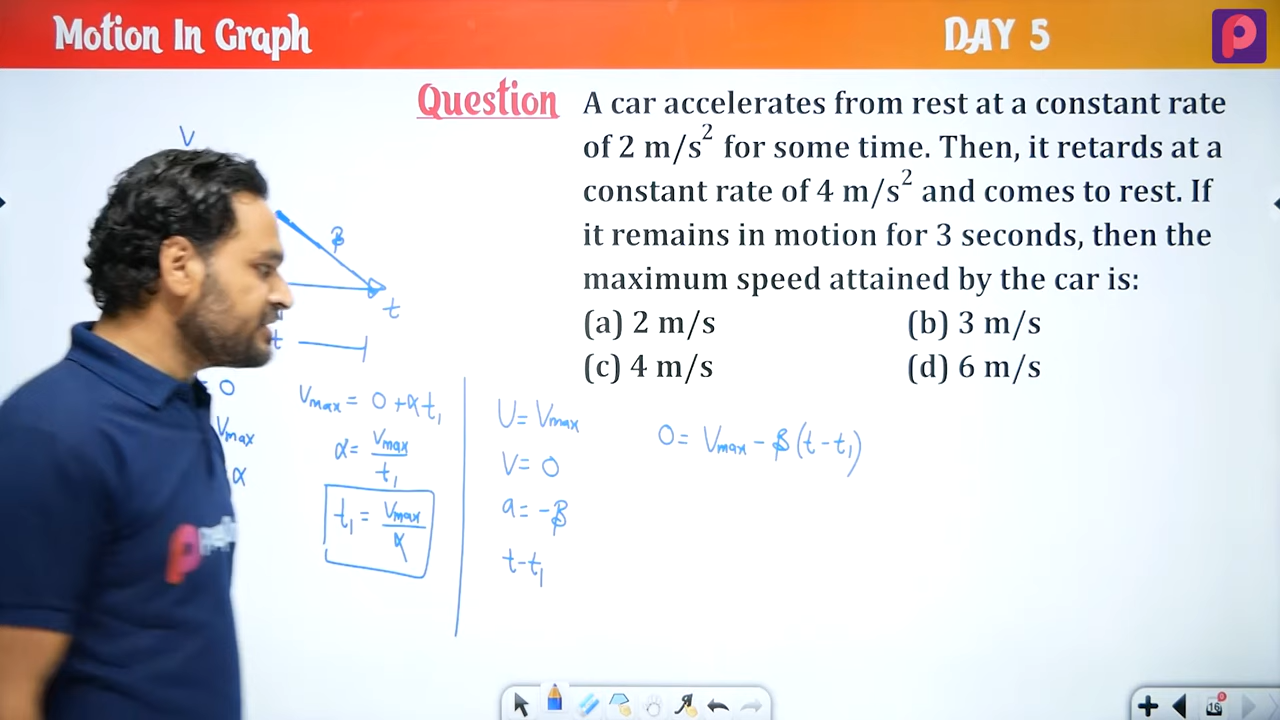 Motion In Graph
DAY 5
Question
A car accelerates from rest at a constant rate
of 2 m/s² for some time. Then, it retards at a
constant rate of 4 m/s² and comes to rest. If
it remains in motion for 3 seconds, then the
maximum speed attained by the car is:
(a) 2 m/s (b) 3 m/s
(c) 4 m/s (d) 6 m/s
V
β
t
t
= 0
Vmax
α
Vmax = 0 + αt₁
α = Vmax/t₁
t₁ = Vmax/α
U = Vmax
V = 0
a = -β
t - t₁
0 = Vmax - β(t - t₁)
16